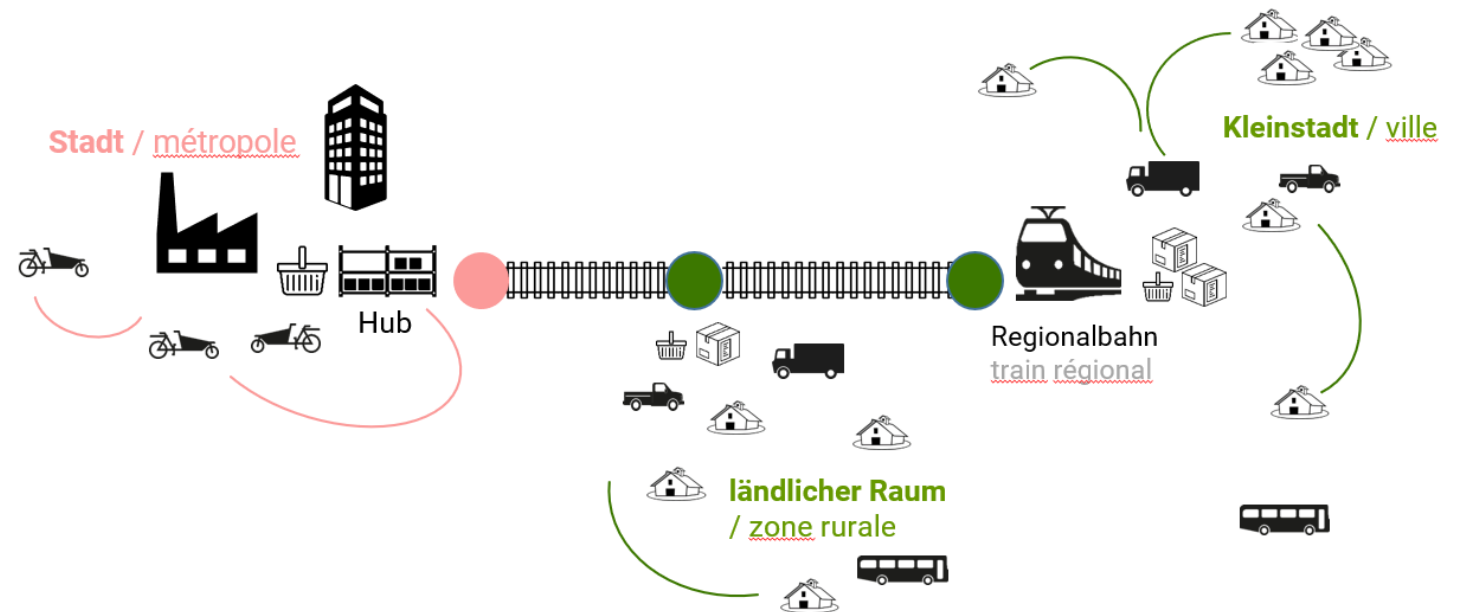 Stadt / métropole
Kleinstadt / ville
Hub
Regionalbahn
train régional
ländlicher Raum
/ zone rurale